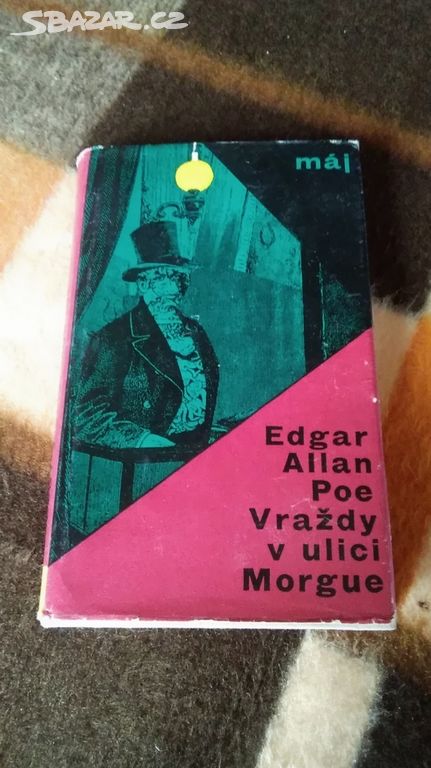 SBAZAR.CZ
máj
Edgar
Allan
Poe
Vraždy
v ulici
Morgue